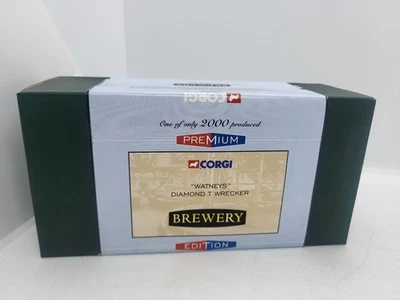 CORGI
One of only 2000 produced
PREMIUM
CORGI
"WATNEYS"
DIAMOND T WRECKER
BREWERY
EDITION